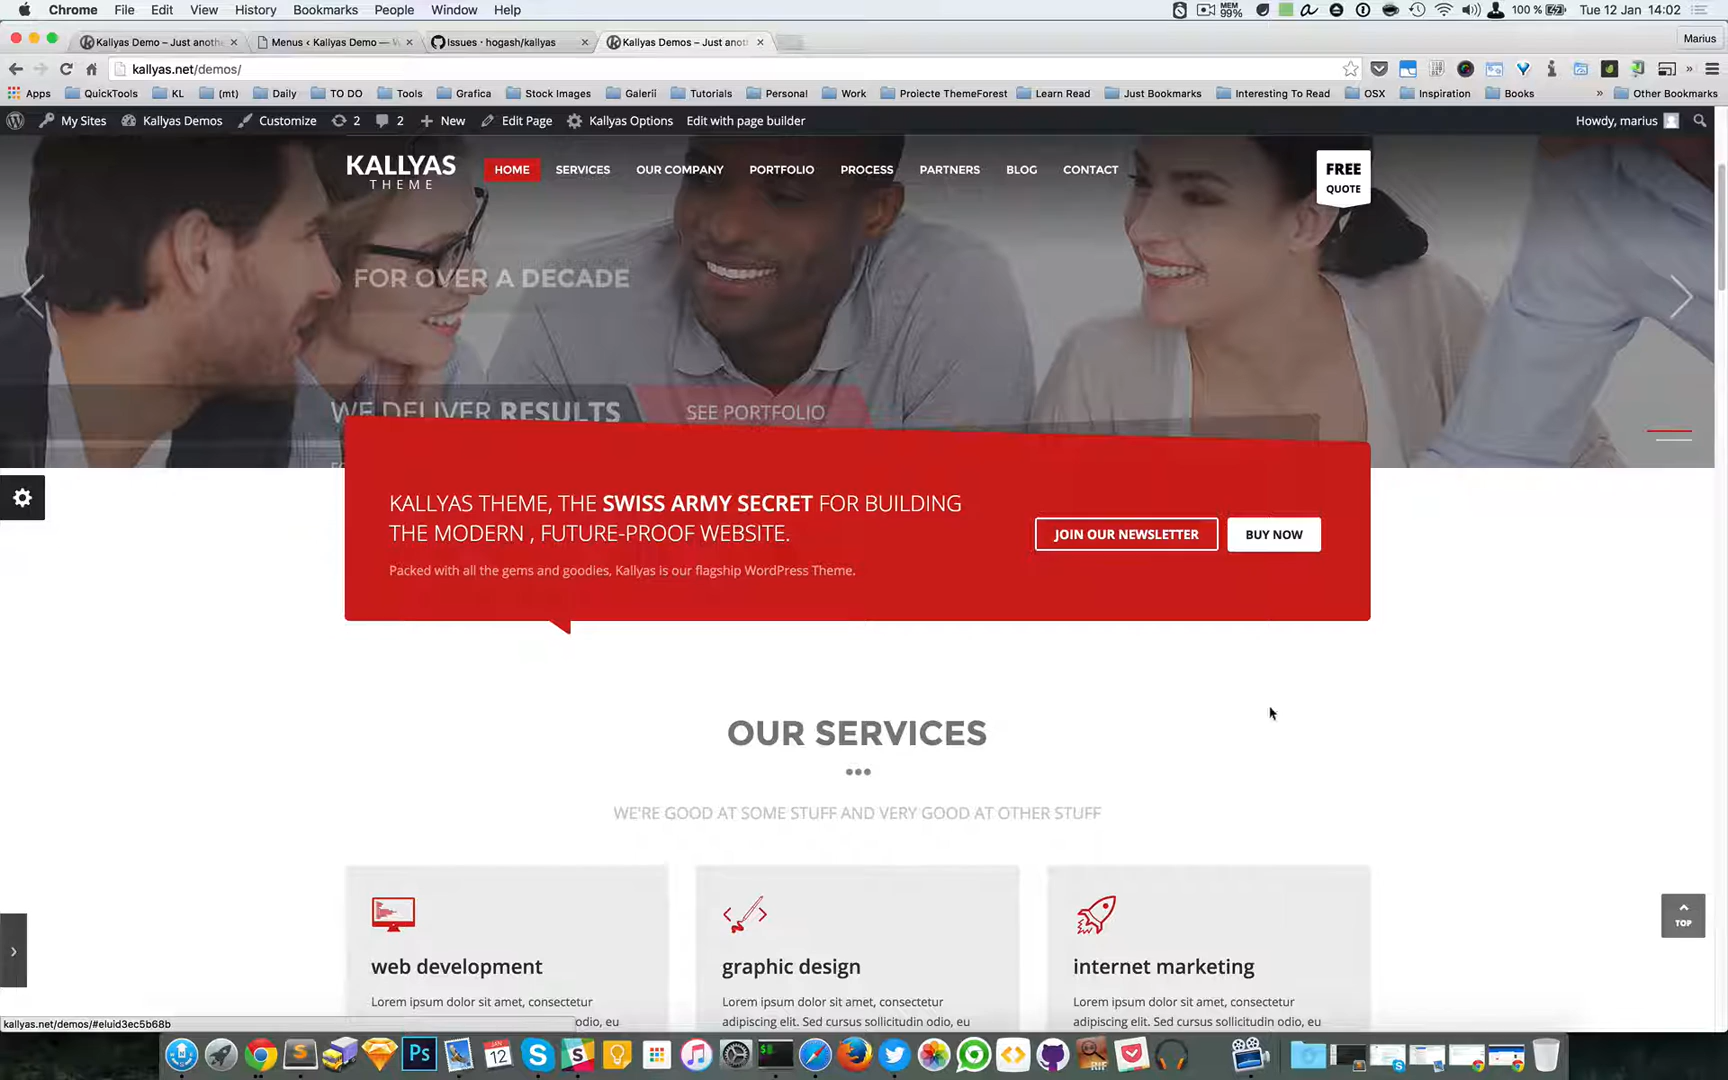 Chrome File Edit View History Bookmarks People Window Help
MEM 99% 100 % Tue 12 Jan 14:02
Kallyas Demo – Just anothe
Menus ‹ Kallyas Demo — W
Issues · hogash/kallyas
Kallyas Demos – Just anot
Marius
kallyas.net/demos/
Apps QuickTools KL (mt) Daily TO DO Tools Grafica Stock Images Galerii Tutorials Personal Work Proiecte ThemeForest Learn Read Just Bookmarks Interesting To Read OSX Inspiration Books » Other Bookmarks
My Sites Kallyas Demos Customize 2 2 New Edit Page Kallyas Options Edit with page builder Howdy, marius
KALLYAS
THEME
HOME SERVICES OUR COMPANY PORTFOLIO PROCESS PARTNERS BLOG CONTACT
FREE
QUOTE
FOR OVER A DECADE
WE DELIVER RESULTS
SEE PORTFOLIO
KALLYAS THEME, THE SWISS ARMY SECRET FOR BUILDING
THE MODERN , FUTURE-PROOF WEBSITE.
Packed with all the gems and goodies, Kallyas is our flagship WordPress Theme.
JOIN OUR NEWSLETTER
BUY NOW
OUR SERVICES
WE'RE GOOD AT SOME STUFF AND VERY GOOD AT OTHER STUFF
TOP
web development
Lorem ipsum dolor sit amet, consectetur
odio, eu
graphic design
Lorem ipsum dolor sit amet, consectetur
adipiscing elit. Sed cursus sollicitudin odio, eu
internet marketing
Lorem ipsum dolor sit amet, consectetur
adipiscing elit. Sed cursus sollicitudin odio, eu
kallyas.net/demos/#eluid3ec5b68b
Ps
JAN
12
RIF